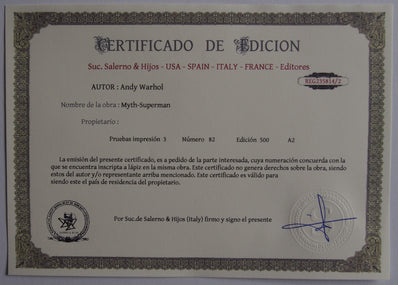 CERTIFICADO DE EDICION
Suc. Salerno & Hijos - USA - SPAIN - ITALY - FRANCE - Editores
REG235814/2
AUTOR : Andy Warhol
Nombre de la obra : Myth-Superman
Propietario :
Pruebas impresión 3 Número 82 Edición 500 A2
La emisión del presente certificado, es a pedido de la parte interesada, cuya numeración concuerda con la
que se encuentra inscripta a lápiz en la misma obra. Este certificado no genera derechos sobre la obra, siendo
estos del autor y/o representante arriba mencionado. Este certificado es válido para
siendo este el país de residencia del propietario.
Por Suc.de Salerno & Hijos (Italy) firmo y signo el presente